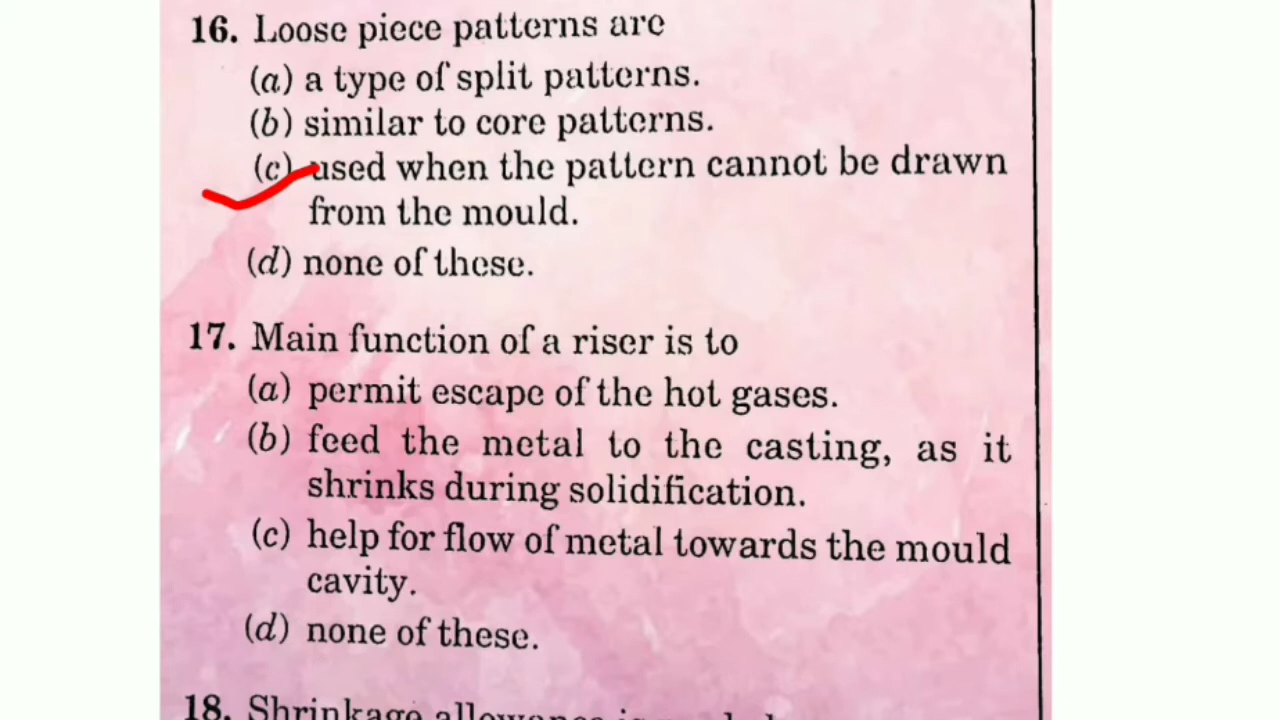 16. Loose piece patterns are
(a) a type of split patterns.
(b) similar to core patterns.
(c) used when the pattern cannot be drawn
from the mould.
(d) none of these.
17. Main function of a riser is to
(a) permit escape of the hot gases.
(b) feed the metal to the casting, as it
shrinks during solidification.
(c) help for flow of metal towards the mould
cavity.
(d) none of these.
18. Shrinkage allowance is